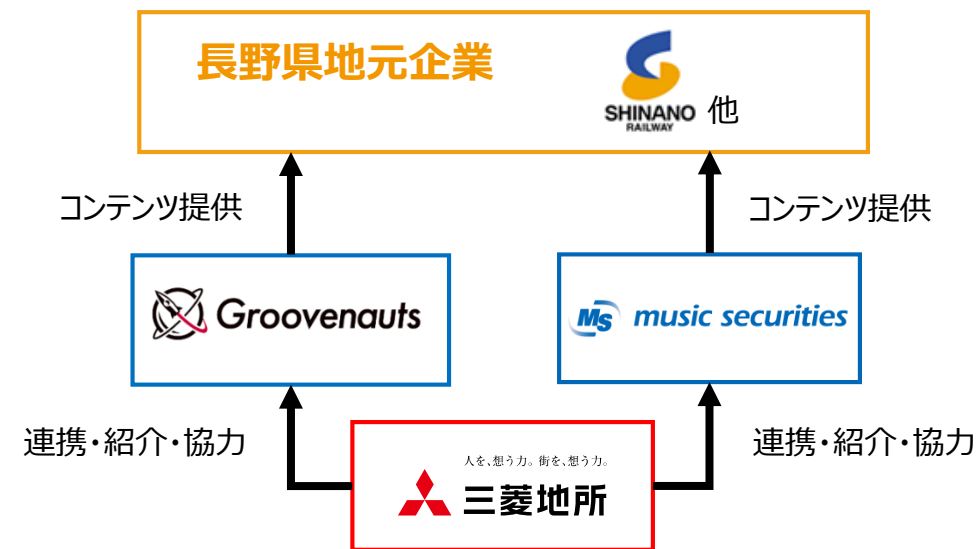 長野県地元企業
SHINANO
RAILWAY
他
コンテンツ提供
コンテンツ提供
Groovenauts
MS music securities
連携・紹介・協力
連携・紹介・協力
人を、想う力。街を、想う力。
三菱地所